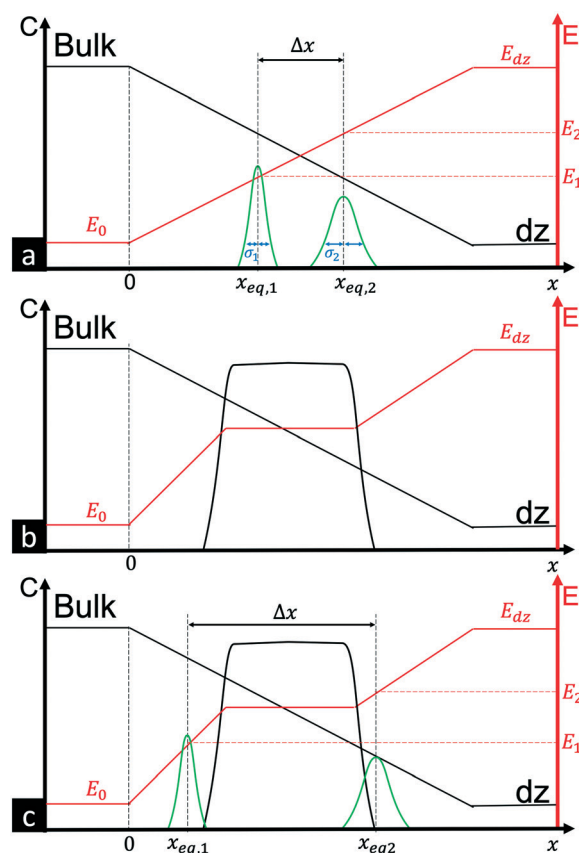 C
E
Bulk
Δx
E_dz
E_2
E_1
E_0
dz
a
σ_1
σ_2
0
x_eq,1
x_eq,2
x
C
E
Bulk
E_dz
E_0
dz
b
0
x
C
E
Bulk
Δx
E_dz
E_2
E_1
E_0
dz
c
0
x_eq,1
x_eq2
x